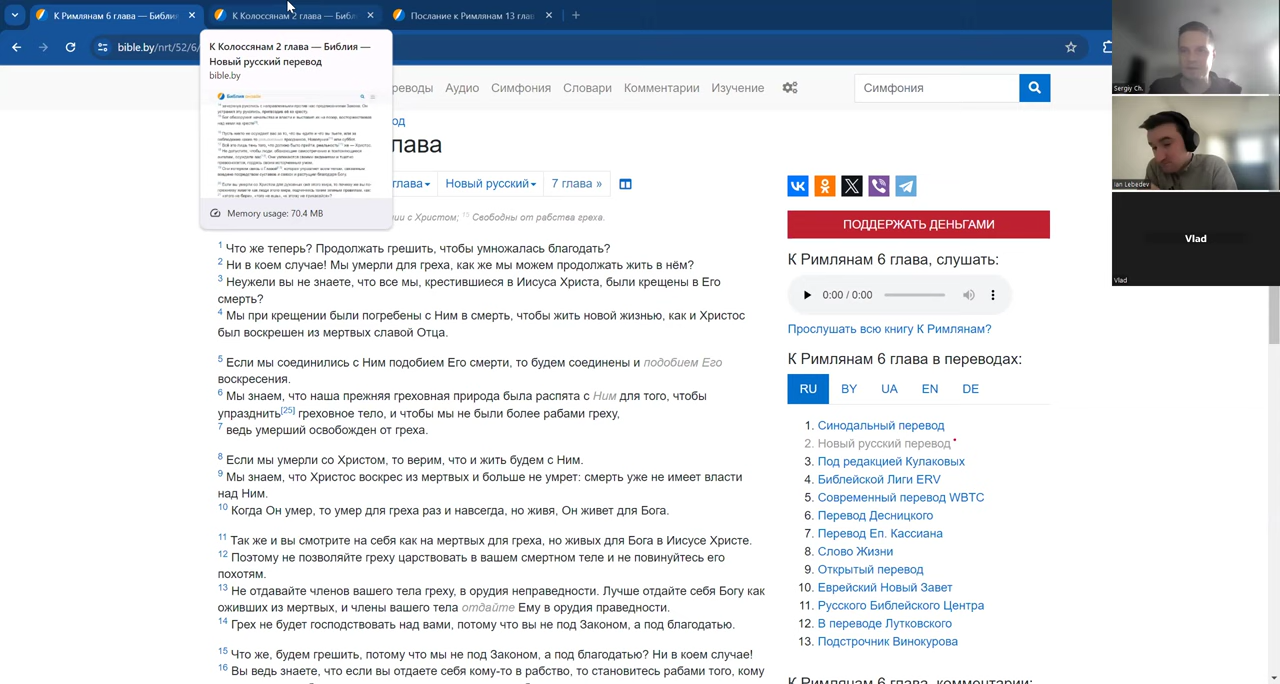 К Римлянам 6 глава — Библи
К Колоссянам 2 глава — Библ
Послание к Римлянам 13 глав
bible.by/nrt/52/6/
К Колоссянам 2 глава — Библия —
Новый русский перевод
bible.by
Memory usage: 70.4 MB
реводы Аудио Симфония Словари Комментарии Изучение
Симфония
од
лава
глава Новый русский 7 глава »
нии с Христом; 15 Свободны от рабства греха.
1 Что же теперь? Продолжать грешить, чтобы умножалась благодать?
2 Ни в коем случае! Мы умерли для греха, как же мы можем продолжать жить в нём?
3 Неужели вы не знаете, что все мы, крестившиеся в Иисуса Христа, были крещены в Его
смерть?
4 Мы при крещении были погребены с Ним в смерть, чтобы жить новой жизнью, как и Христос
был воскрешен из мертвых славой Отца.
5 Если мы соединились с Ним подобием Его смерти, то будем соединены и подобием Его
воскресения.
6 Мы знаем, что наша прежняя греховная природа была распята с Ним для того, чтобы
упразднить[25] греховное тело, и чтобы мы не были более рабами греху,
7 ведь умерший освобожден от греха.
8 Если мы умерли со Христом, то верим, что и жить будем с Ним.
9 Мы знаем, что Христос воскрес из мертвых и больше не умрет: смерть уже не имеет власти
над Ним.
10 Когда Он умер, то умер для греха раз и навсегда, но живя, Он живет для Бога.
11 Так же и вы смотрите на себя как на мертвых для греха, но живых для Бога в Иисусе Христе.
12 Поэтому не позволяйте греху царствовать в вашем смертном теле и не повинуйтесь его
похотям.
13 Не отдавайте членов вашего тела греху, в орудия неправедности. Лучше отдайте себя Богу как
оживших из мертвых, и члены вашего тела отдайте Ему в орудия праведности.
14 Грех не будет господствовать над вами, потому что вы не под Законом, а под благодатью.
15 Что же, будем грешить, потому что мы не под Законом, а под благодатью? Ни в коем случае!
16 Вы ведь знаете, что если вы отдаете себя кому-то в рабство, то становитесь рабами того, кому
ПОДДЕРЖАТЬ ДЕНЬГАМИ
К Римлянам 6 глава, слушать:
0:00 / 0:00
Прослушать всю книгу К Римлянам?
К Римлянам 6 глава в переводах:
RU BY UA EN DE
1. Синодальный перевод
2. Новый русский перевод •
3. Под редакцией Кулаковых
4. Библейской Лиги ERV
5. Современный перевод WBTC
6. Перевод Десницкого
7. Перевод Еп. Кассиана
8. Слово Жизни
9. Открытый перевод
10. Еврейский Новый Завет
11. Русского Библейского Центра
12. В переводе Лутковского
13. Подстрочник Винокурова
К Римлянам 6 глава, комментарии:
Sergiy Ch.
Ian Lebedev
Vlad
Vlad